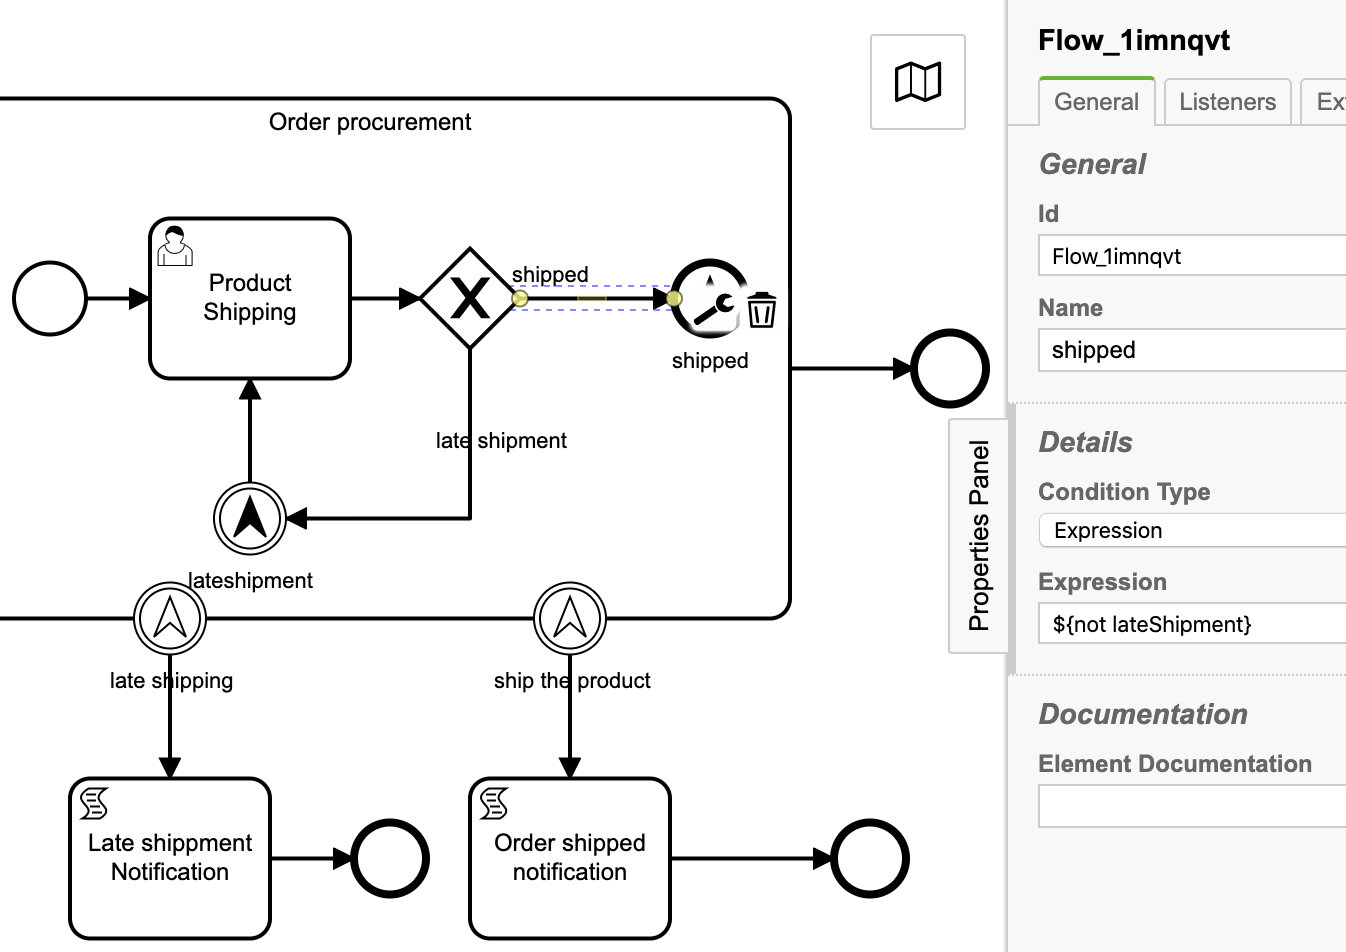 Order procurement
Product
Shipping
shipped
shipped
late shipment
lateshipment
late shipping
ship the product
Late shippment
Notification
Order shipped
notification
Properties Panel
Flow_1imnqvt
General
Listeners
Ex
General
Id
Flow_1imnqvt
Name
shipped
Details
Condition Type
Expression
Expression
${not lateShipment}
Documentation
Element Documentation